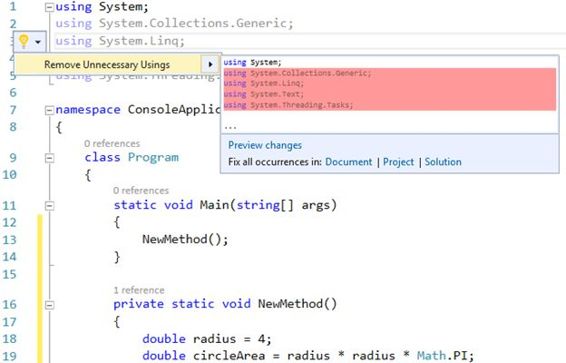 1 using System;
2 using System.Collections.Generic;
3 using System.Linq;
4
Remove Unnecessary Usings
using System;
using System.Collections.Generic;
using System.Linq;
using System.Text;
using System.Threading.Tasks;
...
Preview changes
Fix all occurrences in: Document | Project | Solution
5 using System.Threading.
6
7 namespace ConsoleApplic
8 {
0 references
9 class Program
10 {
0 references
11 static void Main(string[] args)
12 {
13 NewMethod();
14 }
15
1 reference
16 private static void NewMethod()
17 {
18 double radius = 4;
19 double circleArea = radius * radius * Math.PI;